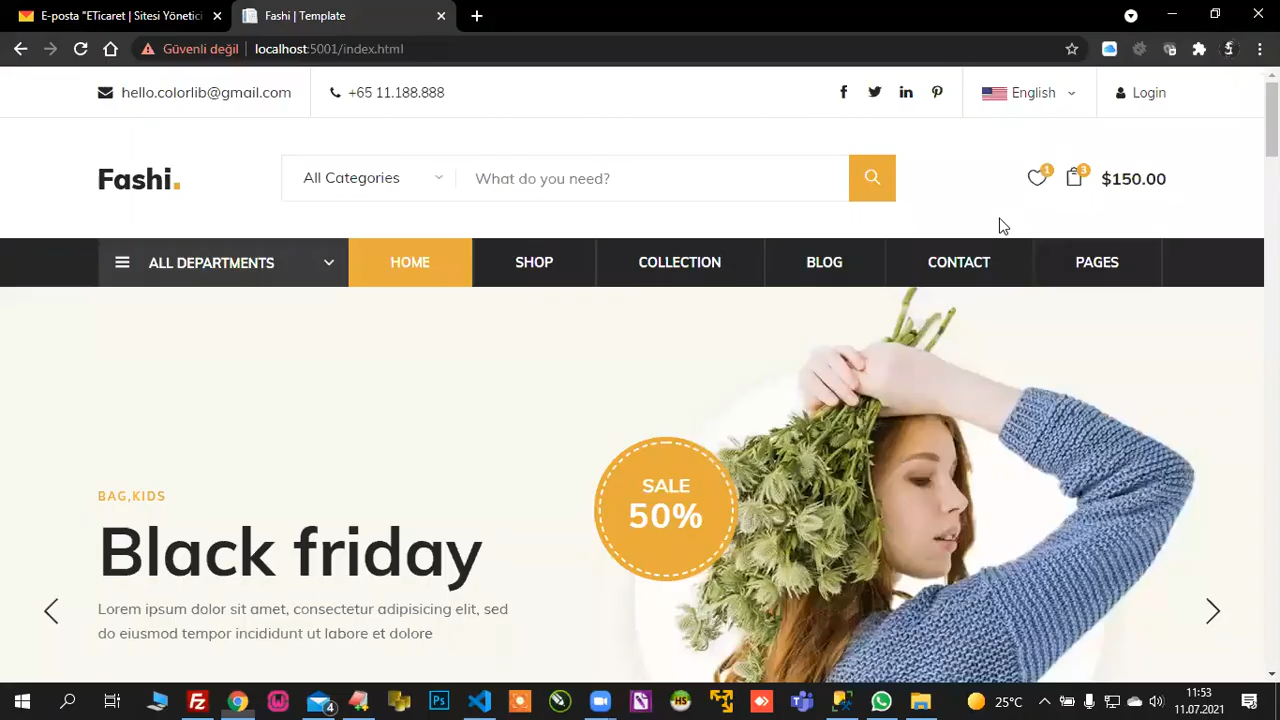 E-posta "ETicaret | Sitesi Yönetici
Fashi | Template
Güvenli değil
localhost:5001/index.html
hello.colorlib@gmail.com
+65 11.188.888
English
Login
Fashi.
All Categories
What do you need?
1
3
$150.00
ALL DEPARTMENTS
HOME
SHOP
COLLECTION
BLOG
CONTACT
PAGES
SALE
50%
BAG,KIDS
Black friday
Lorem ipsum dolor sit amet, consectetur adipisicing elit, sed
do eiusmod tempor incididunt ut labore et dolore
4
25°C
11:53
11.07.2021